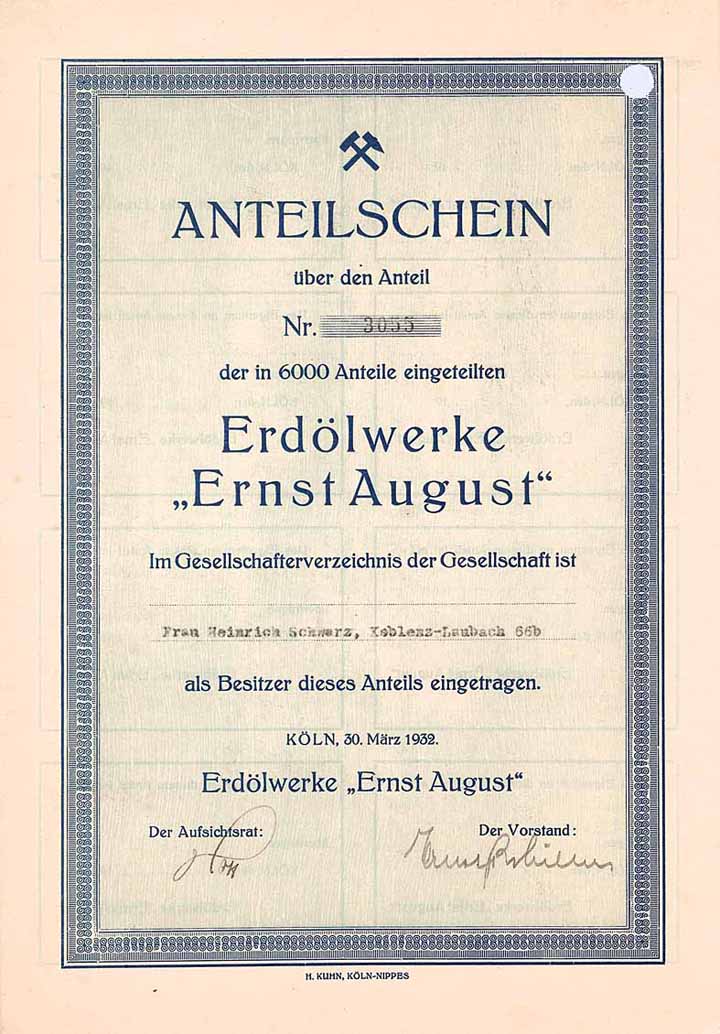 ANTEILSCHEIN
über den Anteil
Nr. 3055
der in 6000 Anteile eingeteilten
Erdölwerke
„Ernst August“
Im Gesellschafterverzeichnis der Gesellschaft ist
Frau Heinrich Schwarz, Koblenz-Laubach 66b
als Besitzer dieses Anteils eingetragen.
KÖLN, 30. März 1932.
Erdölwerke „Ernst August“
Der Aufsichtsrat: Der Vorstand:
H. KUHN, KÖLN-NIPPES